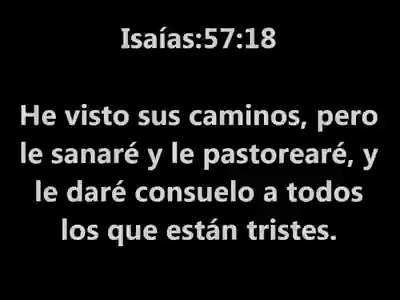 Isaías:57:18
He visto sus caminos, pero
le sanaré y le pastorearé, y
le daré consuelo a todos
los que están tristes.